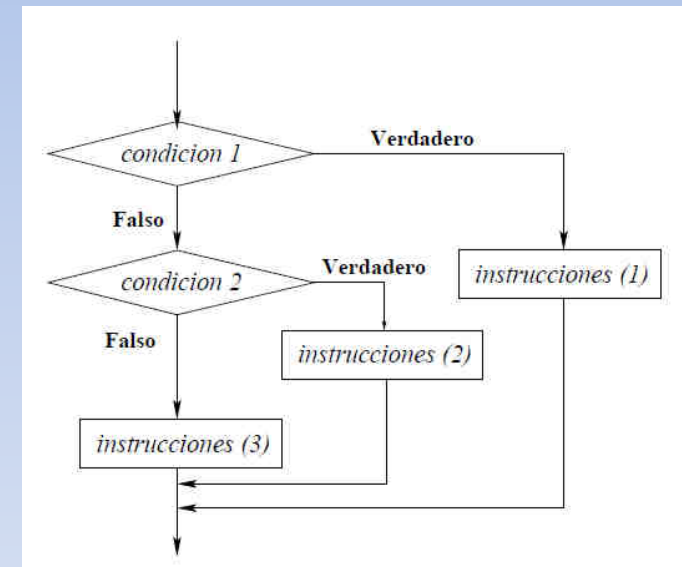 condicion 1
Verdadero
Falso
condicion 2
Verdadero
instrucciones (1)
Falso
instrucciones (2)
instrucciones (3)